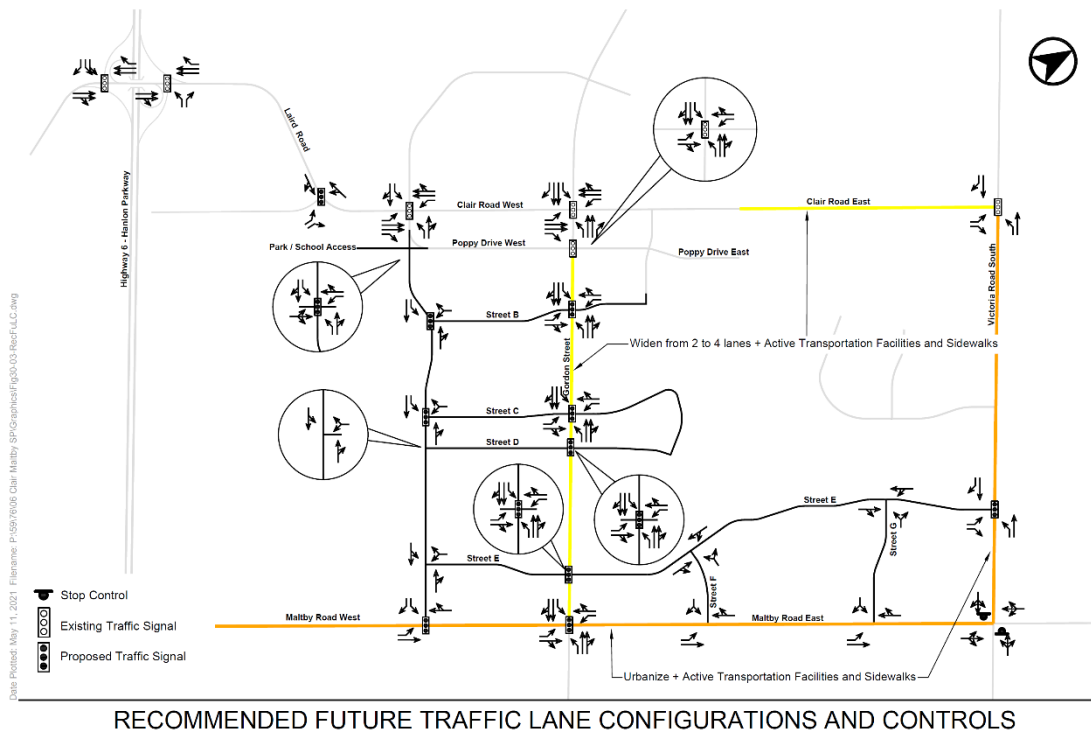 Laird Road
Highway 6 - Hanlon Parkway
Clair Road West
Clair Road East
Park / School Access
Poppy Drive West
Poppy Drive East
Victoria Road South
Street B
Gordon Street
Widen from 2 to 4 lanes + Active Transportation Facilities and Sidewalks
Street C
Street D
Street E
Street E
Street G
Street F
Maltby Road West
Maltby Road East
Urbanize + Active Transportation Facilities and Sidewalks
Stop Control
Existing Traffic Signal
Proposed Traffic Signal
Date Plotted: May 11, 2021 Filename: P:\59\76\06 Clair Maltby SP\Graphics\Fig30-03-RecFuLC.dwg
RECOMMENDED FUTURE TRAFFIC LANE CONFIGURATIONS AND CONTROLS